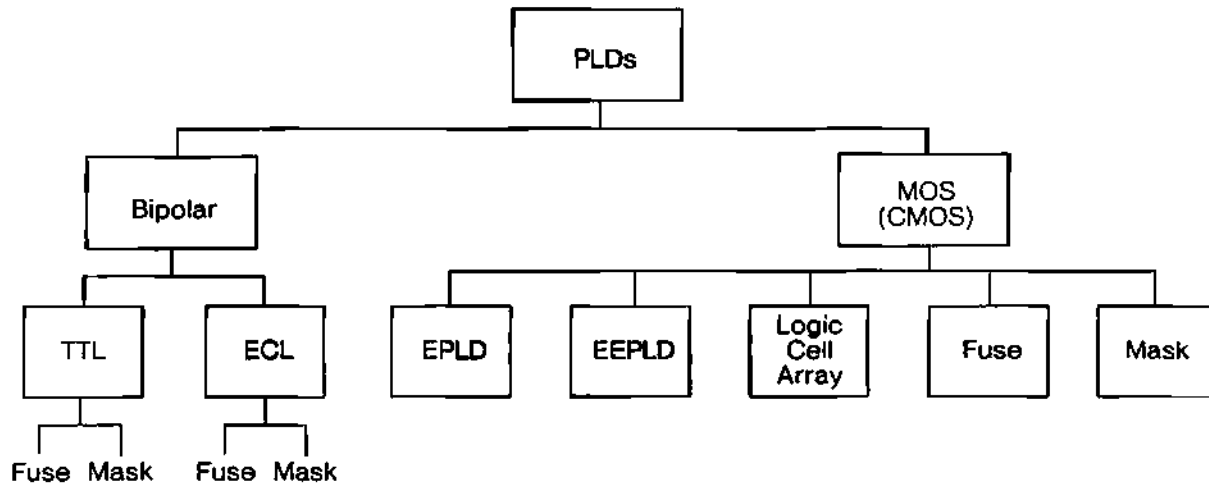 PLDs
Bipolar
MOS
(CMOS)
TTL
ECL
EPLD
EEPLD
Logic
Cell
Array
Fuse
Mask
Fuse Mask
Fuse Mask